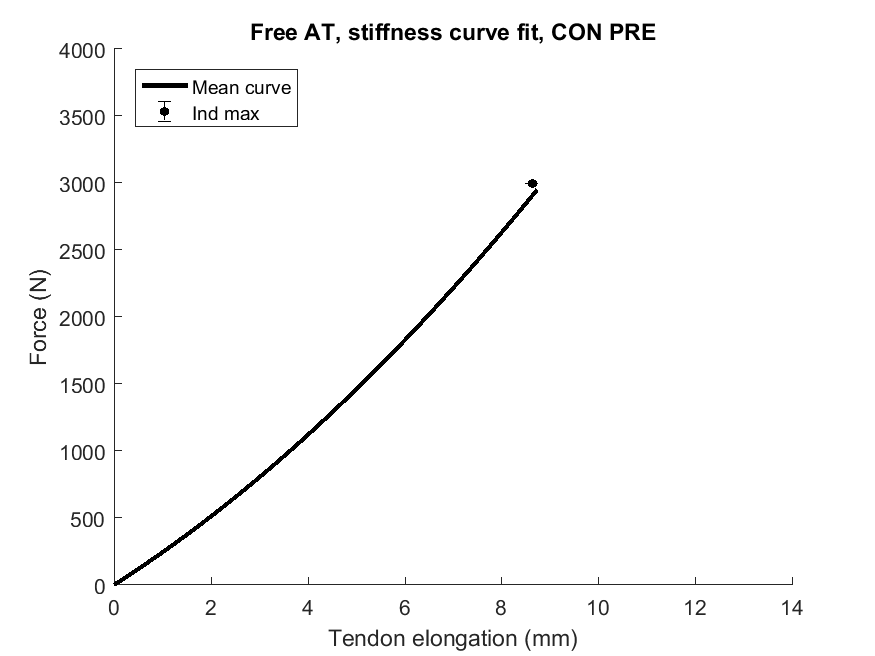 Free AT, stiffness curve fit, CON PRE
4000
Mean curve
Ind max
3500
3000
2500
2000
1500
1000
500
0
Force (N)
0 2 4 6 8 10 12 14
Tendon elongation (mm)